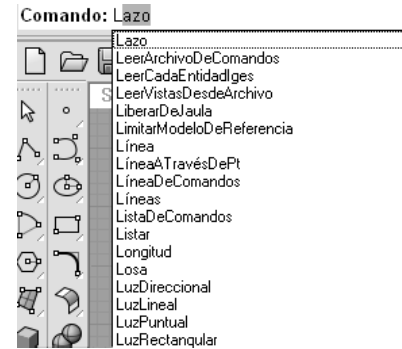 Comando: Lazo
Lazo
LeerArchivoDeComandos
LeerCadaEntidadIges
LeerVistasDesdeArchivo
LiberarDeJaula
LimitarModeloDeReferencia
Línea
LíneaATravésDePt
LíneaDeComandos
Líneas
ListaDeComandos
Listar
Longitud
Losa
LuzDireccional
LuzLineal
LuzPuntual
LuzRectangular